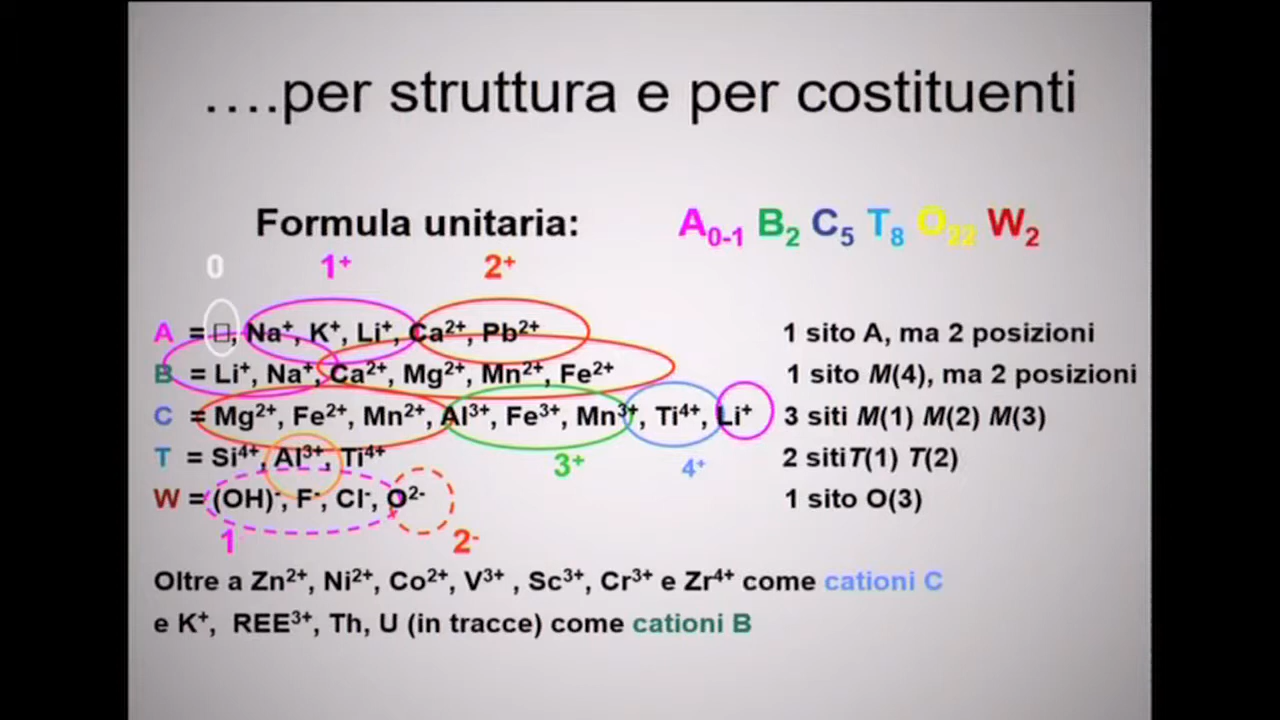 ….per struttura e per costituenti
Formula unitaria: A₀₋₁ B₂ C₅ T₈ O₂₂ W₂
0 1⁺ 2⁺
A = □, Na⁺, K⁺, Li⁺, Ca²⁺, Pb²⁺ 1 sito A, ma 2 posizioni
B = Li⁺, Na⁺, Ca²⁺, Mg²⁺, Mn²⁺, Fe²⁺ 1 sito M(4), ma 2 posizioni
C = Mg²⁺, Fe²⁺, Mn²⁺, Al³⁺, Fe³⁺, Mn³⁺, Ti⁴⁺, Li⁺ 3 siti M(1) M(2) M(3)
T = Si⁴⁺, Al³⁺, Ti⁴⁺ 3⁺ 4⁺ 2 sitiT(1) T(2)
W = (OH)⁻, F⁻, Cl⁻, O²⁻ 1 sito O(3)
1⁻ 2⁻
Oltre a Zn²⁺, Ni²⁺, Co²⁺, V³⁺ , Sc³⁺, Cr³⁺ e Zr⁴⁺ come cationi C
e K⁺, REE³⁺, Th, U (in tracce) come cationi B